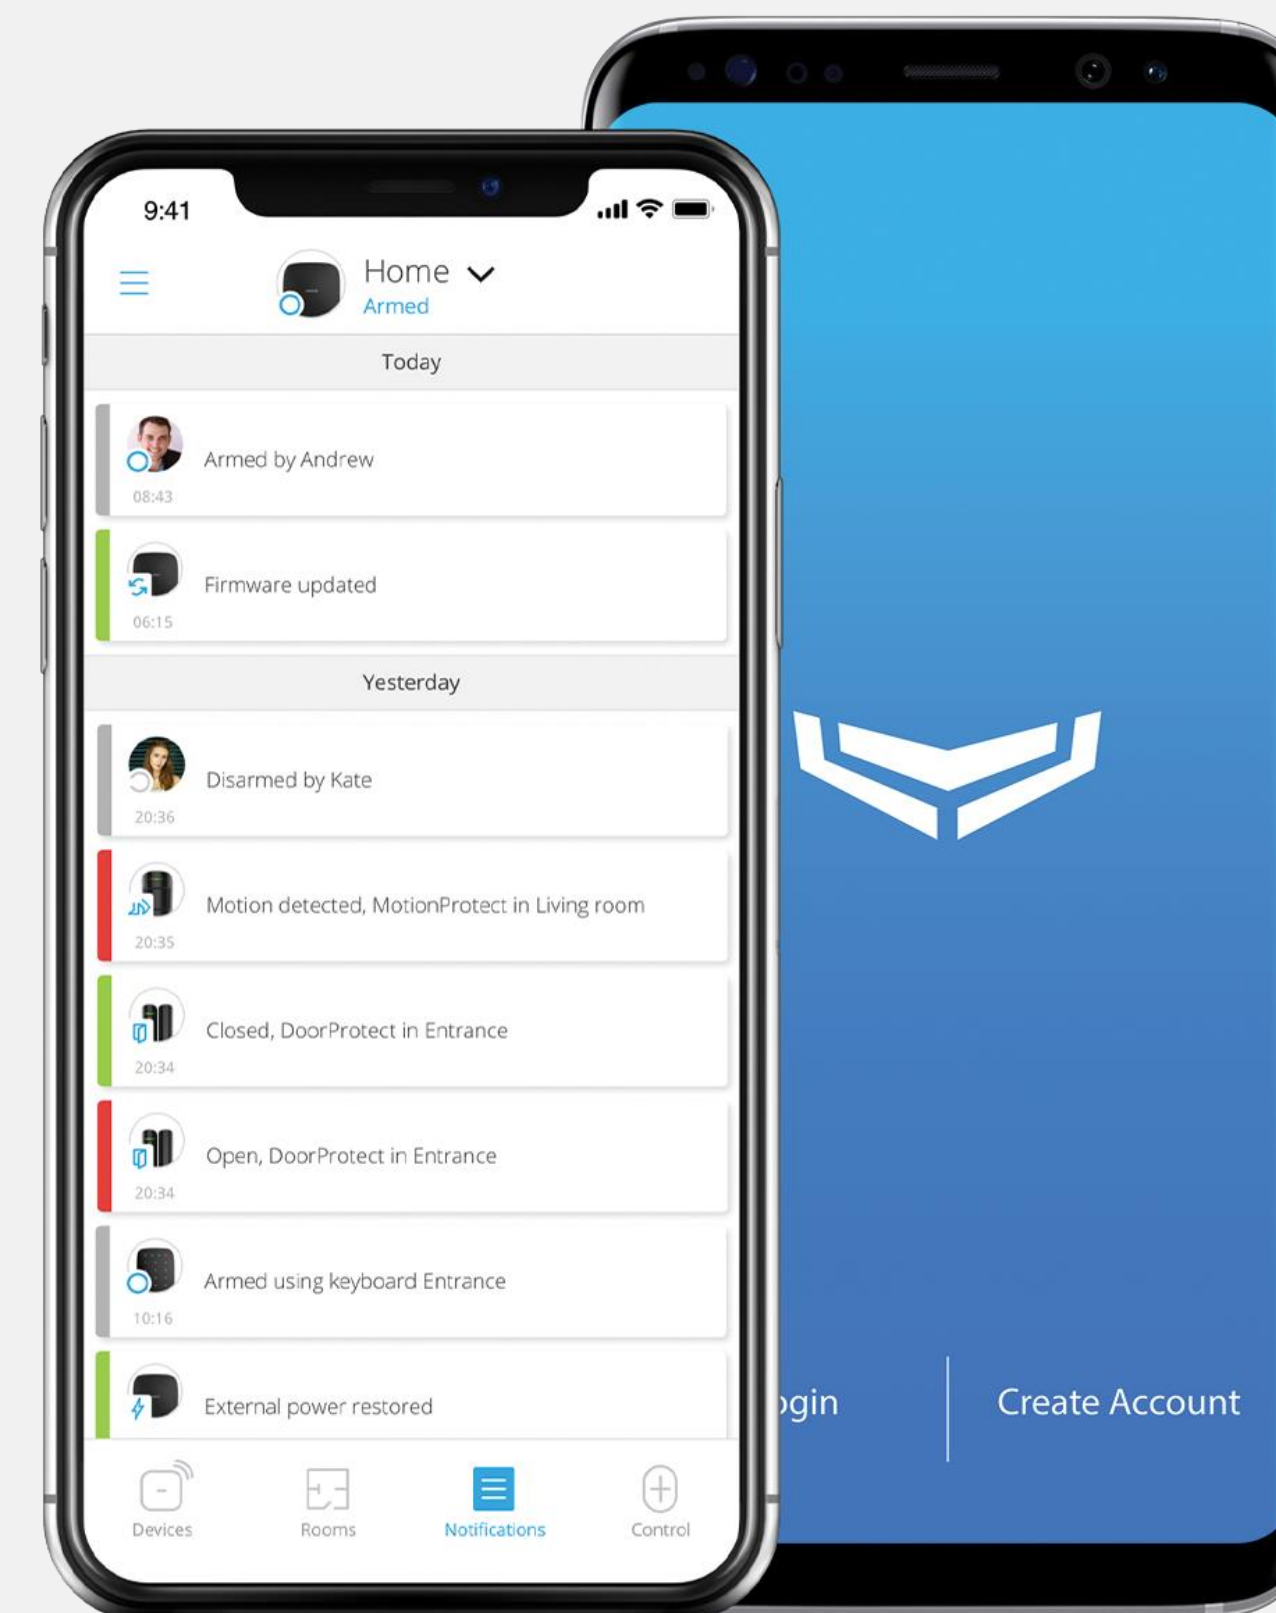 9:41
Home
Armed
Today
Armed by Andrew
08:43
Firmware updated
06:15
Yesterday
Disarmed by Kate
20:36
Motion detected, MotionProtect in Living room
20:35
Closed, DoorProtect in Entrance
20:34
Open, DoorProtect in Entrance
20:34
Armed using keyboard Entrance
10:16
External power restored
Devices
Rooms
Notifications
Control
ogin
Create Account